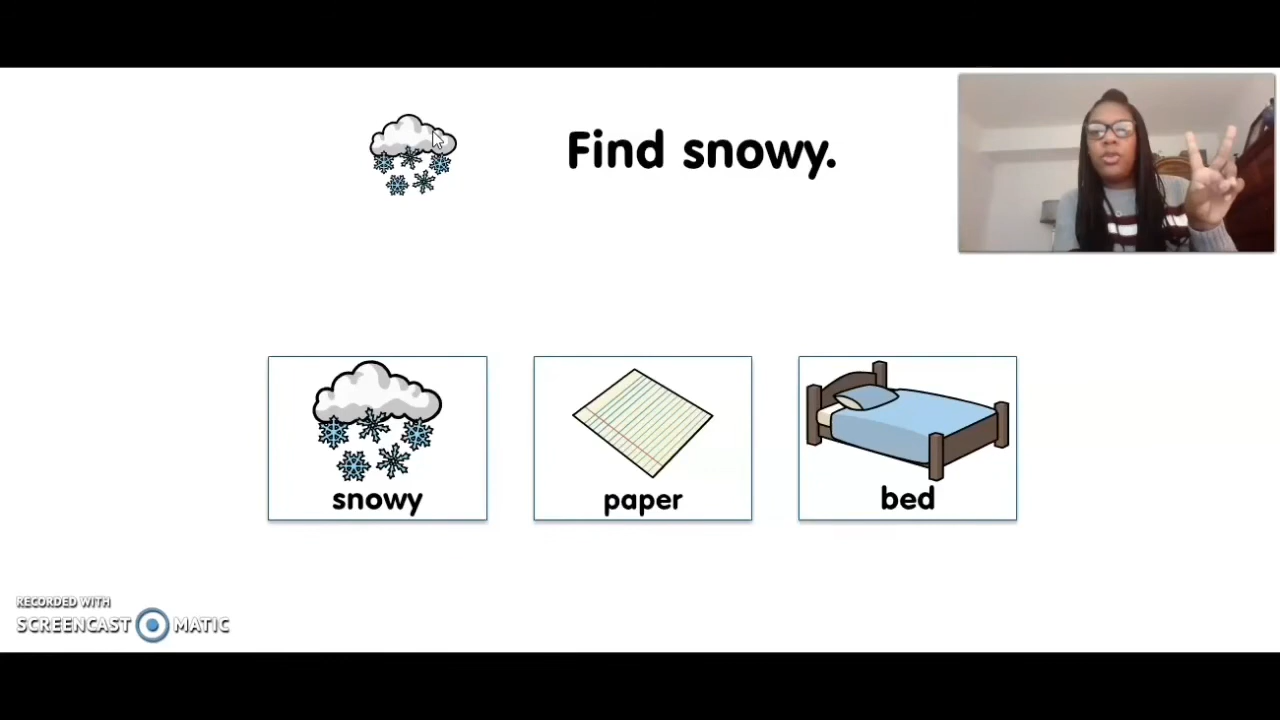 Find snowy.
snowy
paper
bed
RECORDED WITH
SCREENCAST MATIC